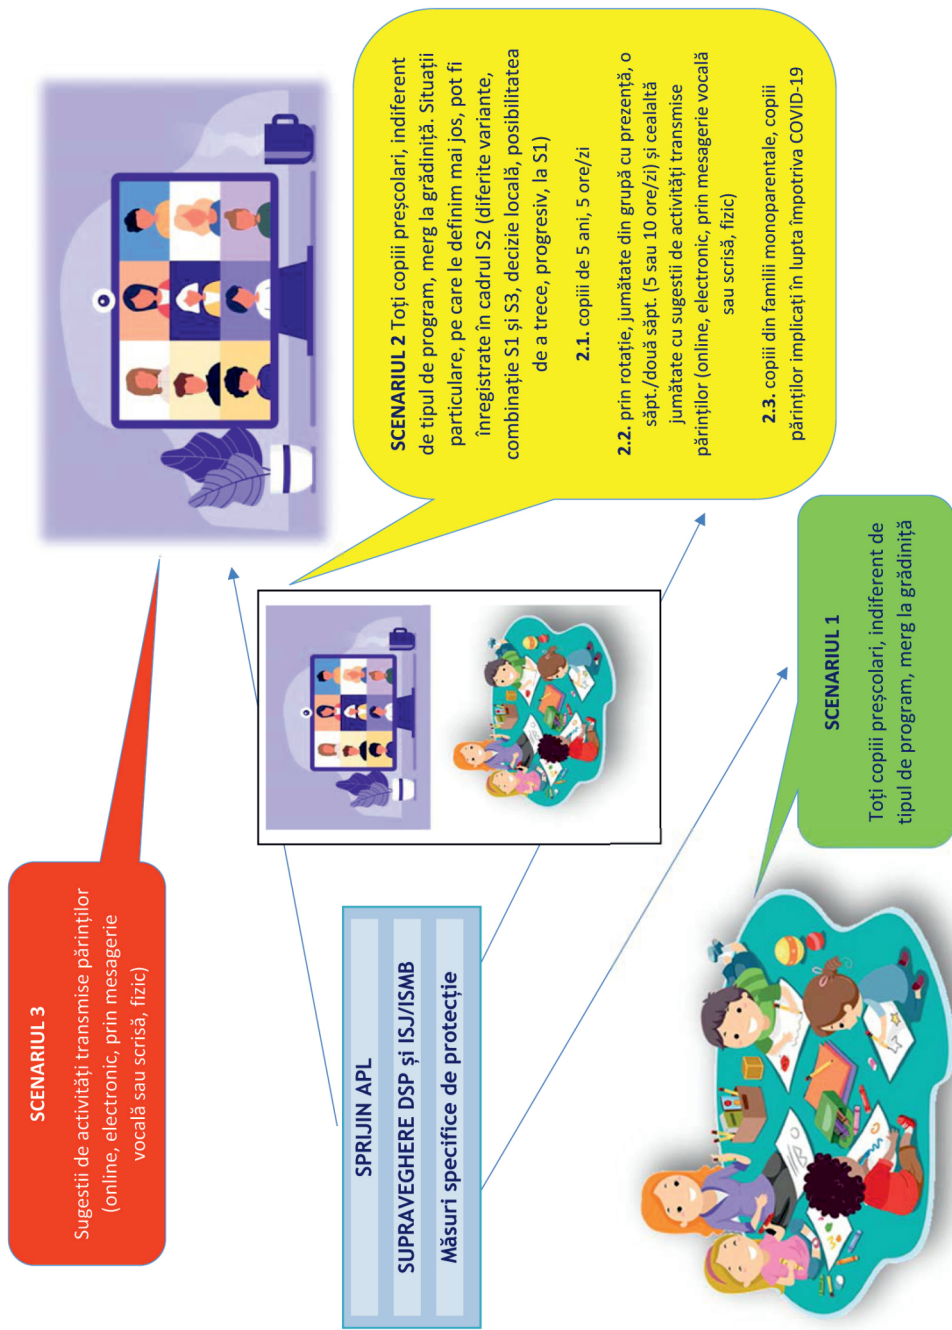 SCENARIUL 3
Sugestii de activități transmise părinților
(online, electronic, prin mesagerie
vocală sau scrisă, fizic)
SPRIJIN APL
SUPRAVEGHERE DSP și ISJ/ISMB
Măsuri specifice de protecție
SCENARIUL 2 Toți copiii preșcolari, indiferent
de tipul de program, merg la grădiniță. Situații
particulare, pe care le definim mai jos, pot fi
înregistrate în cadrul S2 (diferite variante,
combinație S1 și S3, decizie locală, posibilitatea
de a trece, progresiv, la S1)
2.1. copiii de 5 ani, 5 ore/zi
2.2. prin rotație, jumătate din grupă cu prezență, o
săpt./două săpt. (5 sau 10 ore/zi) și cealaltă
jumătate cu sugestii de activități transmise
părinților (online, electronic, prin mesagerie vocală
sau scrisă, fizic)
2.3. copiii din familii monoparentale, copiii
părinților implicați în lupta împotriva COVID-19
SCENARIUL 1
Toți copiii preșcolari, indiferent de
tipul de program, merg la grădiniță